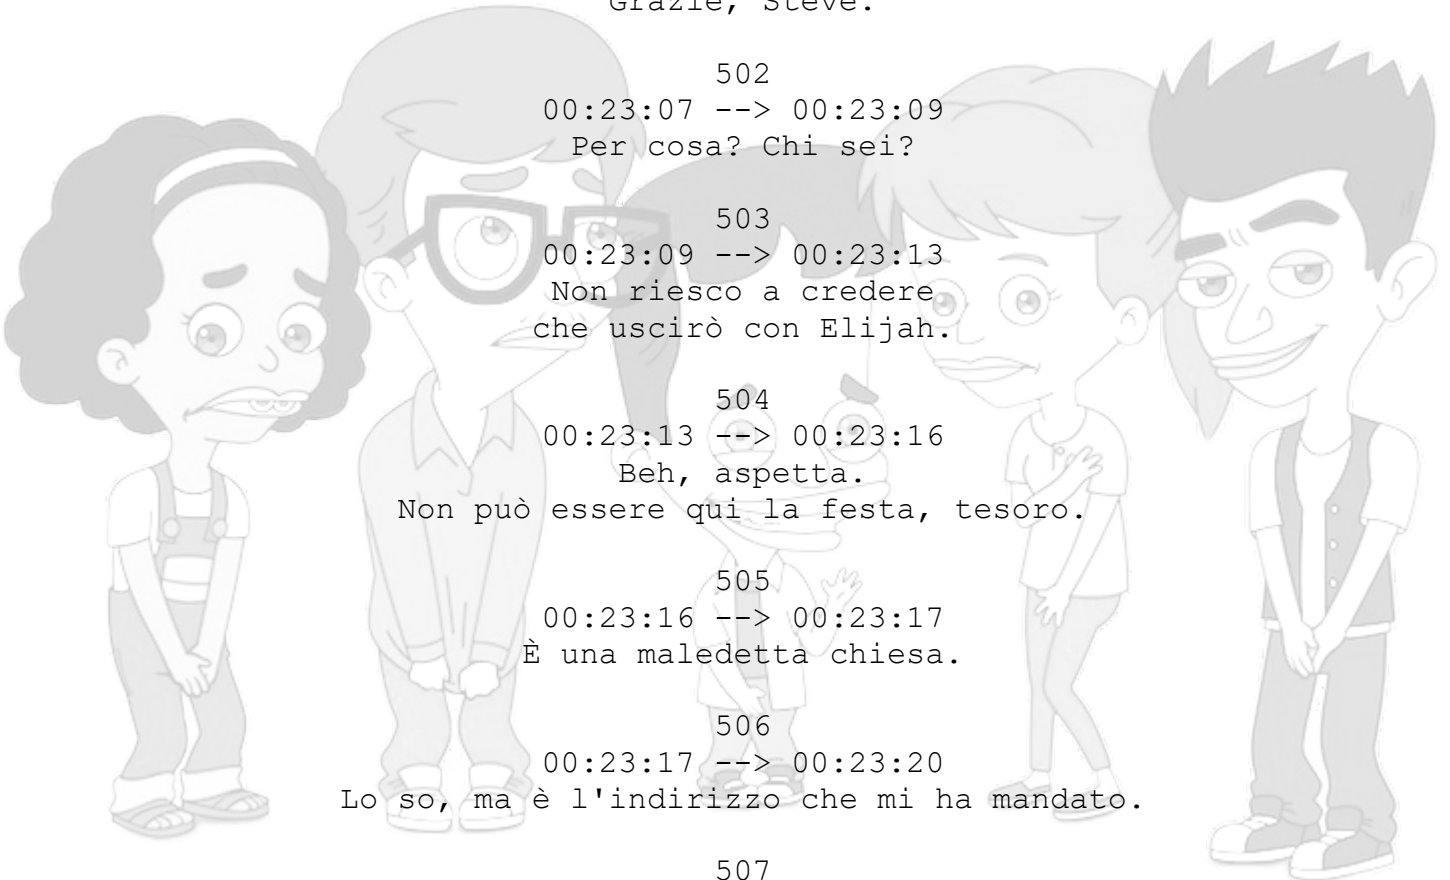 Grazie, Steve.
502
00:23:07 --> 00:23:09
Per cosa? Chi sei?
503
00:23:09 --> 00:23:13
Non riesco a credere
che uscirò con Elijah.
504
00:23:13 --> 00:23:16
Beh, aspetta.
Non può essere qui la festa, tesoro.
505
00:23:16 --> 00:23:17
È una maledetta chiesa.
506
00:23:17 --> 00:23:20
Lo so, ma è l'indirizzo che mi ha mandato.
507